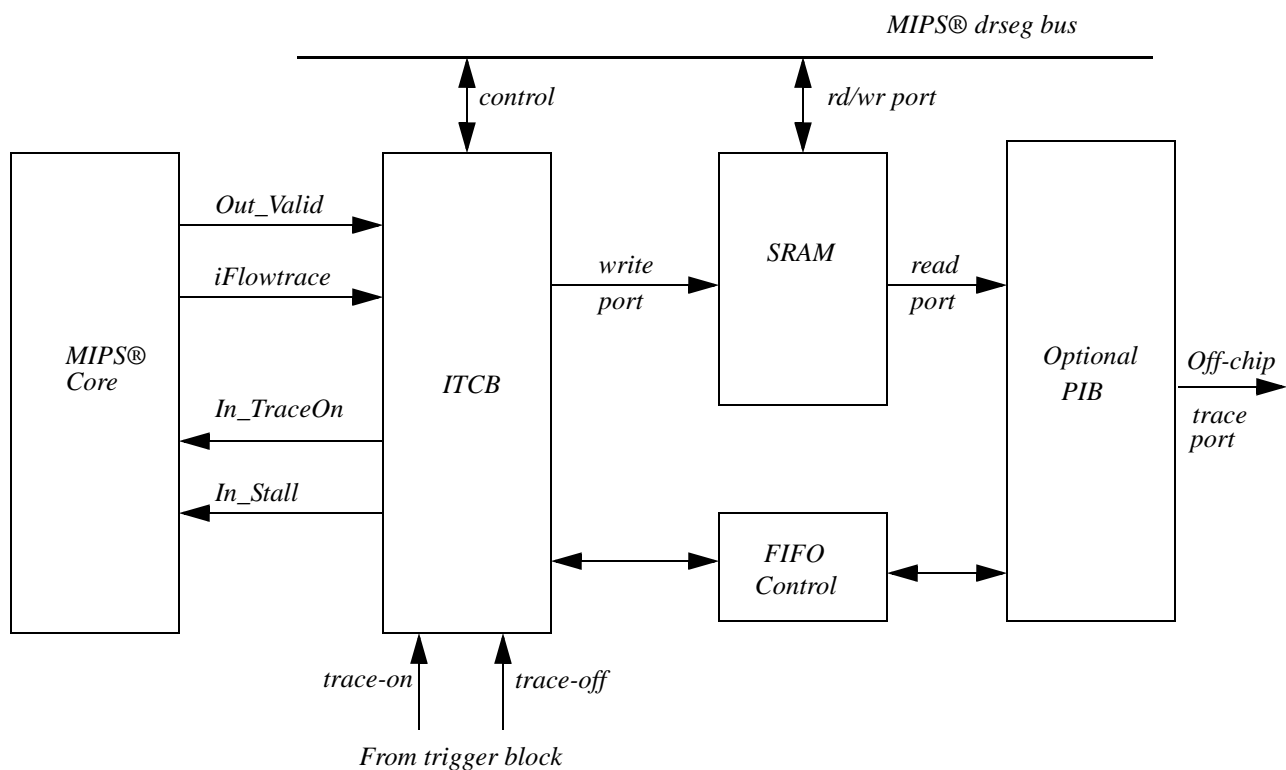 MIPS® drseg bus
control
rd/wr port
Out_Valid
iFlowtrace
MIPS®
Core
In_TraceOn
In_Stall
ITCB
write
port
SRAM
read
port
Optional
PIB
Off-chip
trace
port
FIFO
Control
trace-on
trace-off
From trigger block